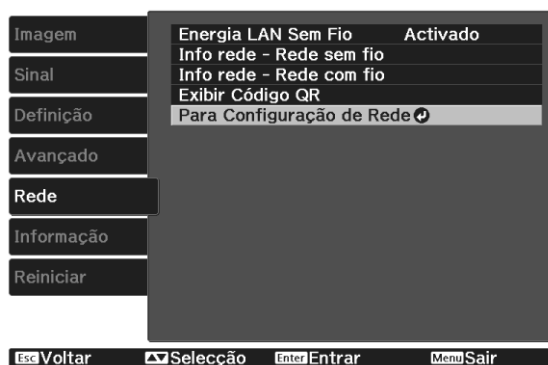 Imagem
Sinal
Definição
Avançado
Rede
Informação
Reiniciar
Energia LAN Sem Fio Activado
Info rede - Rede sem fio
Info rede - Rede com fio
Exibir Código QR
Para Configuração de Rede
Esc Voltar Selecção Enter Entrar Menu Sair